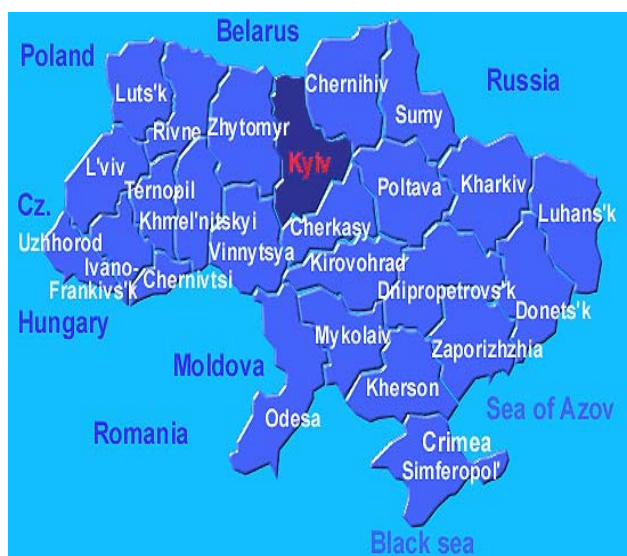 Belarus
Poland
Chernihiv
Russia
Luts'k
Sumy
Rivne
Zhytomyr
Kyiv
L'viv
Poltava
Kharkiv
Ternopil
Cz.
Luhans'k
Khmel'nitskyi
Cherkasy
Uzhhorod
Vinnytsya
Ivano-
Frankivs'k
Chernivtsi
Kirovohrad
Dnipropetrovs'k
Donets'k
Hungary
Mykolaiv
Zaporizhzhia
Moldova
Kherson
Sea of Azov
Odesa
Romania
Crimea
Simferopol'
Black sea